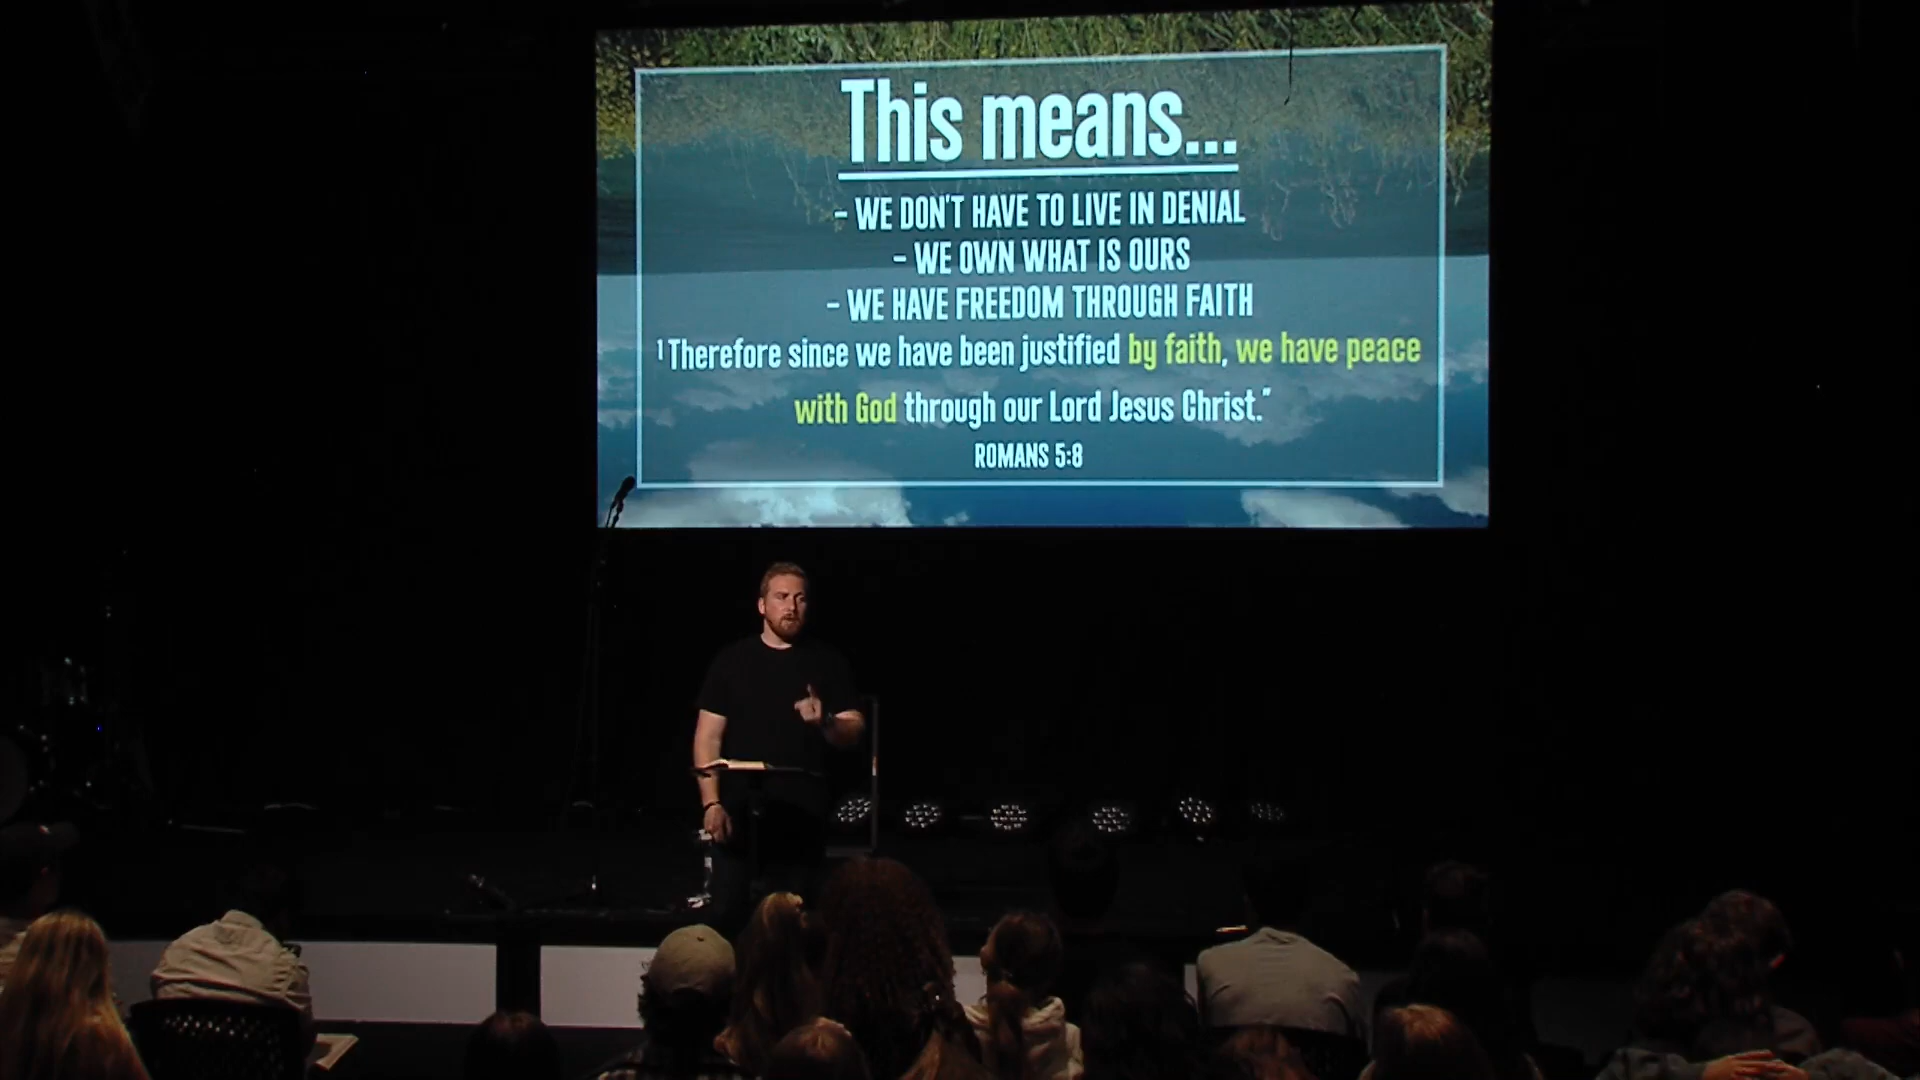 This means...
- WE DON'T HAVE TO LIVE IN DENIAL
- WE OWN WHAT IS OURS
- WE HAVE FREEDOM THROUGH FAITH
1 Therefore since we have been justified by faith, we have peace
with God through our Lord Jesus Christ.”
ROMANS 5:8